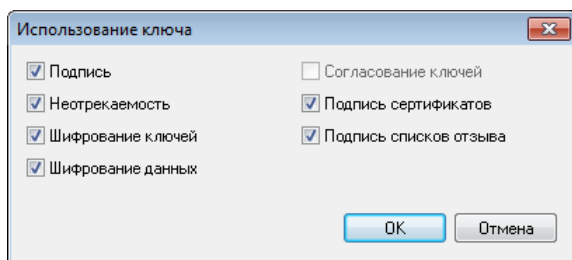 Использование ключа
Подпись
Согласование ключей
Неотрекаемость
Подпись сертификатов
Шифрование ключей
Подпись списков отзыва
Шифрование данных
OK
Отмена